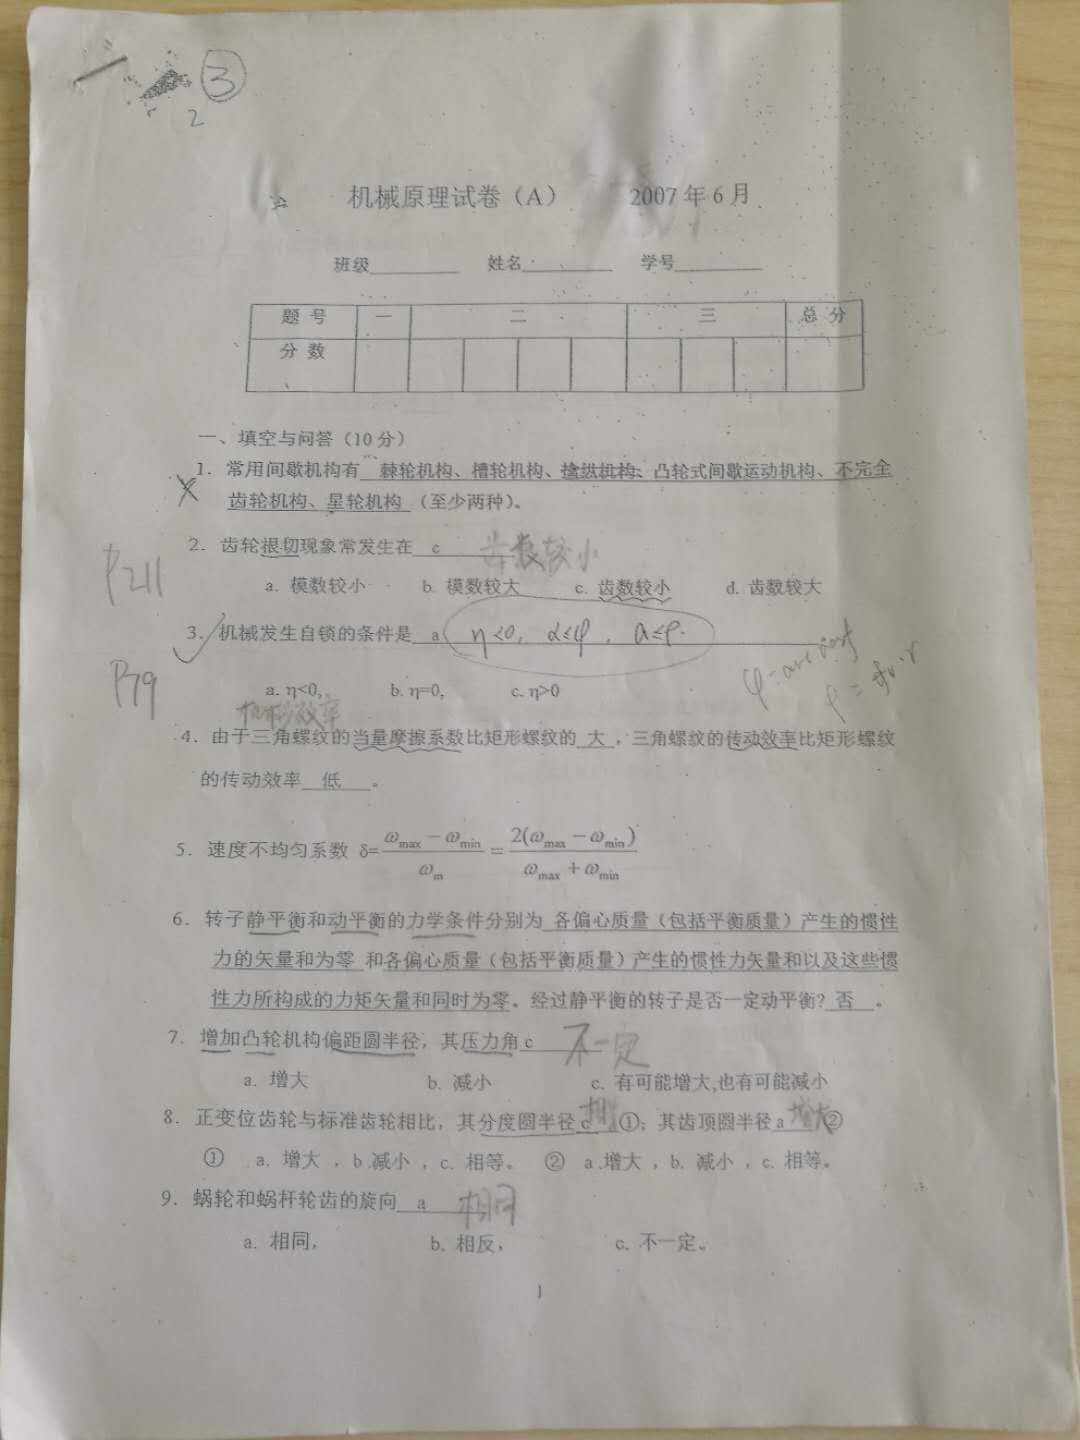 3
2
机械原理试卷（A） 2007 年 6 月
班级 姓名 学号
题 号 一 二 三 总 分
分 数
一、填空与问答（10 分）
1. 常用间歇机构有 棘轮机构、槽轮机构、擒纵机构、凸轮式间歇运动机构、不完全
齿轮机构、星轮机构 （至少两种）。
2. 齿轮根切现象常发生在 c 齿数较小
P211
a. 模数较小 b. 模数较大 c. 齿数较小 d. 齿数较大
3. 机械发生自锁的条件是 a η<0, α≤φ, a≤ρ.
P79
a. η<0, b. η=0, c. η>0
机械效率
4. 由于三角螺纹的当量摩擦系数比矩形螺纹的 大 ，三角螺纹的传动效率比矩形螺纹
的传动效率 低 。
5. 速度不均匀系数 δ=(ωmax－ωmin)/ωm=2(ωmax－ωmin)/(ωmax＋ωmin)
6. 转子静平衡和动平衡的力学条件分别为 各偏心质量（包括平衡质量）产生的惯性
力的矢量和为零 和各偏心质量（包括平衡质量）产生的惯性力矢量和以及这些惯
性力所构成的力矩矢量和同时为零。经过静平衡的转子是否一定动平衡？ 否 。
7. 增加凸轮机构偏距圆半径，其压力角 c 不一定
a. 增大 b. 减小 c. 有可能增大,也有可能减小
8. 正变位齿轮与标准齿轮相比，其分度圆半径 c ①；其齿顶圆半径 a 增大 ②
① a. 增大 ，b .减小 ，c. 相等。 ② a .增大 ，b. 减小 ，c. 相等。
9. 蜗轮和蜗杆轮齿的旋向 a 相同
a. 相同， b. 相反， c. 不一定。
1